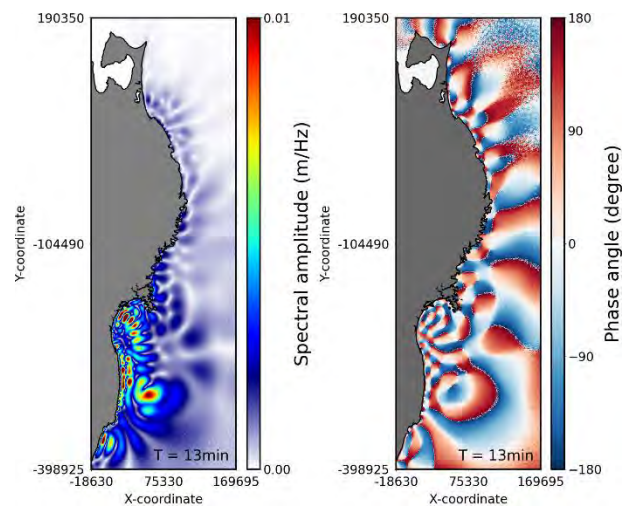 190350
-104490
-398925
Y-coordinate
-18630
75330
169695
X-coordinate
T = 13min
0.01
0.00
Spectral amplitude (m/Hz)
190350
-104490
-398925
Y-coordinate
-18630
75330
169695
X-coordinate
T = 13min
180
90
0
−90
−180
Phase angle (degree)